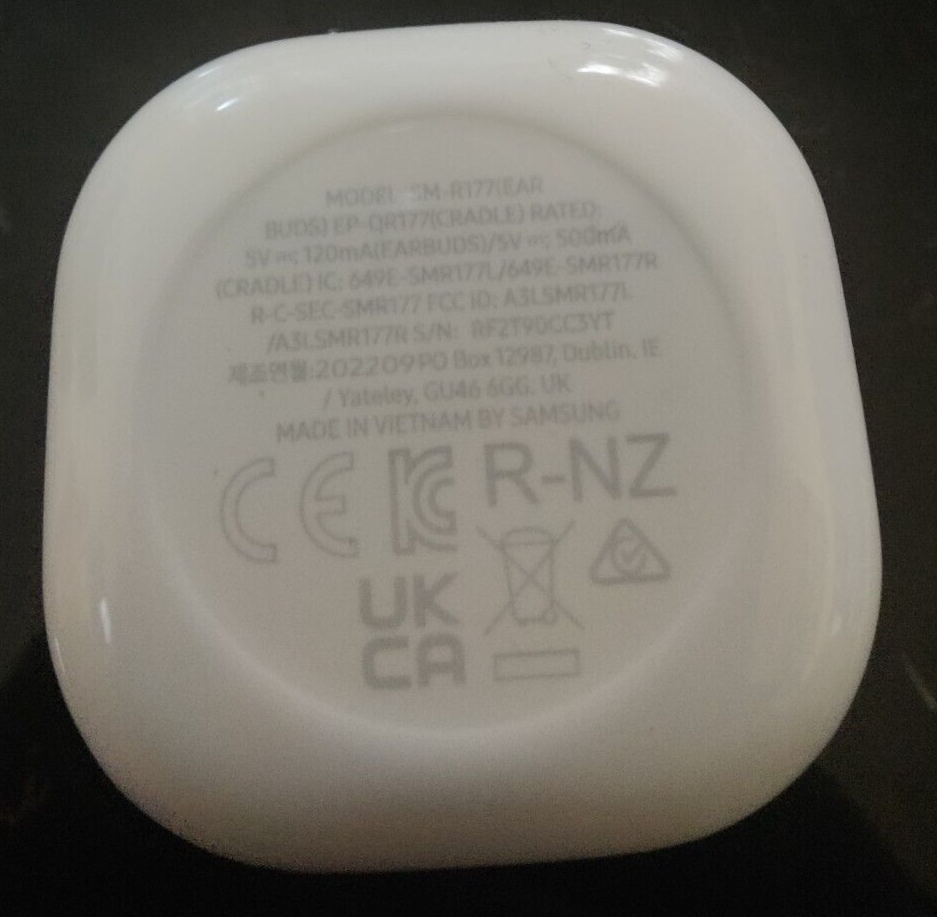 MODEL: SM-R177(EAR
BUDS) EP-QR177(CRADLE) RATED:
5V ⎓; 120mA(EARBUDS)/5V ⎓; 500mA
(CRADLE) IC: 649E-SMR177L/649E-SMR177R
R-C-SEC-SMR177 FCC ID: A3LSMR177L
/A3LSMR177R S/N: RF2T90CC3YT
제조연월:202209 PO Box 12987, Dublin, IE
/ Yateley, GU46 6GG, UK
MADE IN VIETNAM BY SAMSUNG
CE KC R-NZ
UK
CA